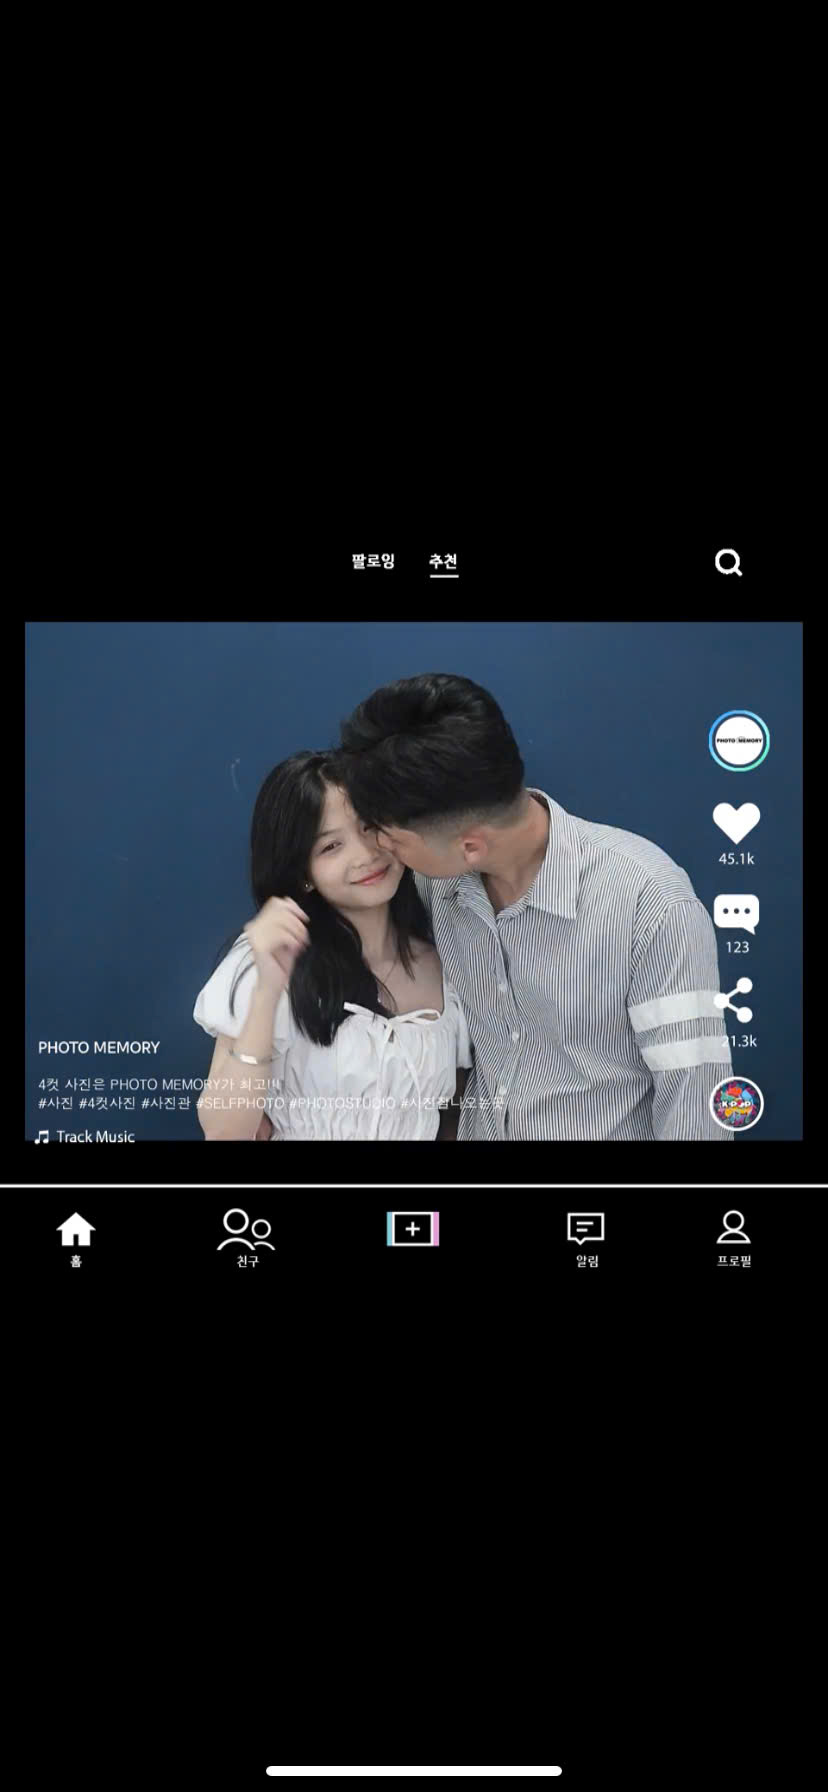 팔로잉 추천
PHOTO MEMORY
45.1k
123
21.3k
PHOTO MEMORY
4컷 사진은 PHOTO MEMORY가 최고!!!
#사진 #4컷사진 #사진관 #SELFPHOTO #PHOTOSTUDIO #사진잘나오는곳
K-POP
Track Music
홈 친구 알림 프로필